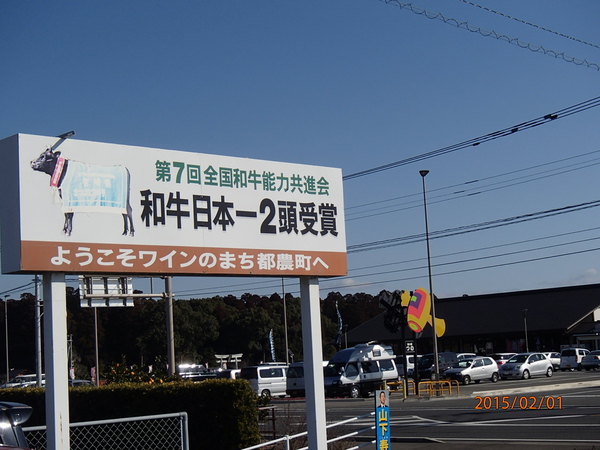 第7回全国和牛能力共進会
和牛日本一2頭受賞
ようこそワインのまち都農町へ
山下
2015/02/01